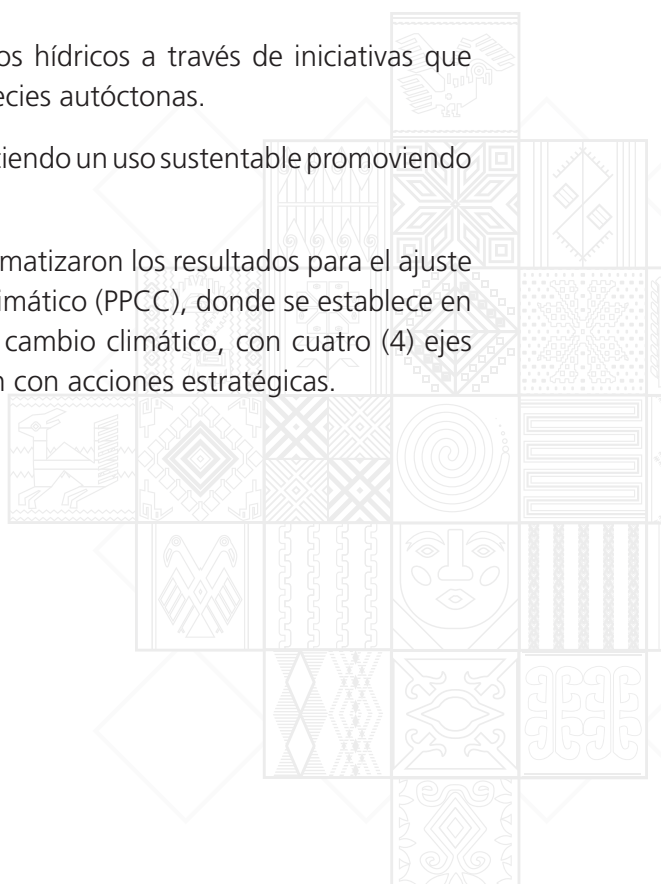 os hídricos a través de iniciativas que
ecies autóctonas.
tiendo un uso sustentable promoviendo
matizaron los resultados para el ajuste
limático (PPCC), donde se establece en
cambio climático, con cuatro (4) ejes
n con acciones estratégicas.